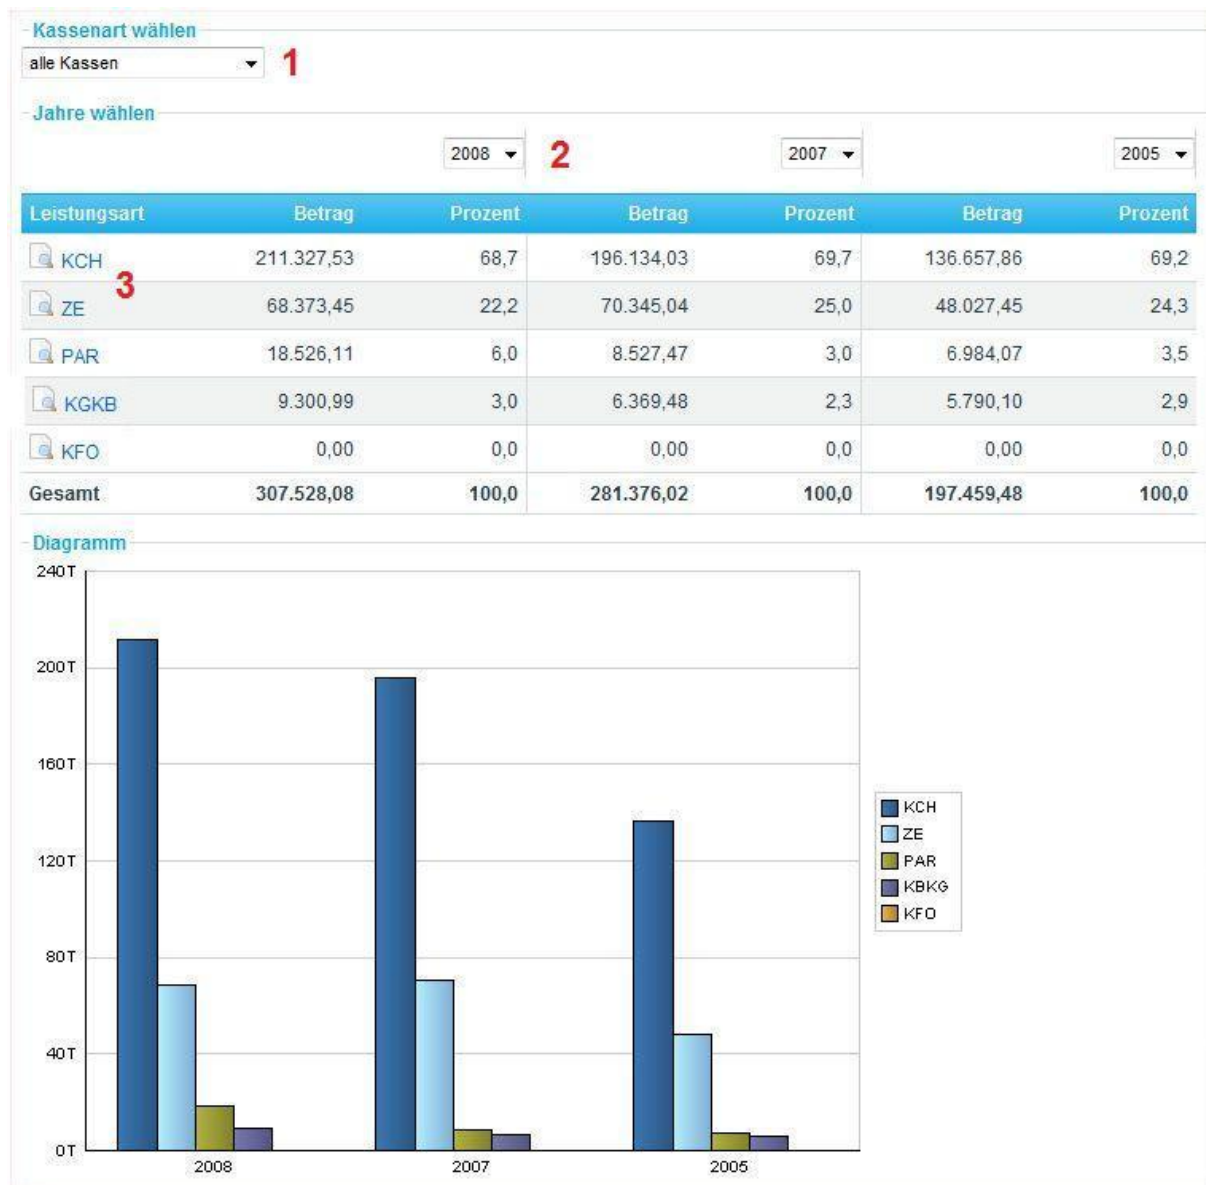 Kassenart wählen
alle Kassen 1
Jahre wählen
2008 2 2007 2005
Leistungsart Betrag Prozent Betrag Prozent Betrag Prozent
KCH 211.327,53 68,7 196.134,03 69,7 136.657,86 69,2
3
ZE 68.373,45 22,2 70.345,04 25,0 48.027,45 24,3
PAR 18.526,11 6,0 8.527,47 3,0 6.984,07 3,5
KGKB 9.300,99 3,0 6.369,48 2,3 5.790,10 2,9
KFO 0,00 0,0 0,00 0,0 0,00 0,0
Gesamt 307.528,08 100,0 281.376,02 100,0 197.459,48 100,0
Diagramm
240T
200T
160T
120T
80T
40T
0T
2008 2007 2005
KCH
ZE
PAR
KBKG
KFO